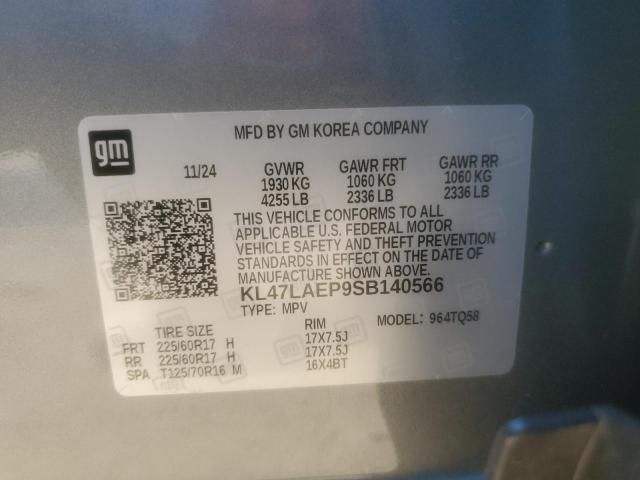 gm
MFD BY GM KOREA COMPANY
11/24 GVWR GAWR FRT GAWR RR
1930 KG 1060 KG 1060 KG
4255 LB 2336 LB 2336 LB
THIS VEHICLE CONFORMS TO ALL
APPLICABLE U.S. FEDERAL MOTOR
VEHICLE SAFETY AND THEFT PREVENTION
STANDARDS IN EFFECT ON THE DATE OF
MANUFACTURE SHOWN ABOVE.
KL47LAEP9SB140566
TYPE: MPV MODEL: 964TQ58
TIRE SIZE RIM
FRT 225/60R17 H 17X7.5J
RR 225/60R17 H 17X7.5J
SPA T125/70R16 M 16X4BT